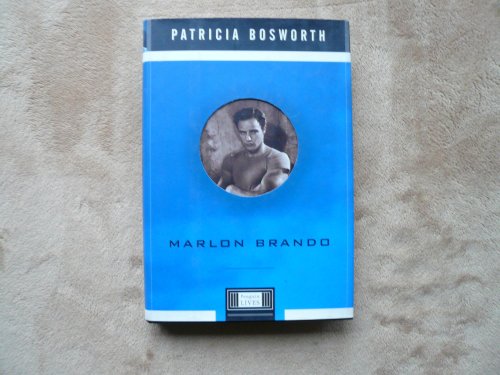 PATRICIA BOSWORTH
MARLON BRANDO
Penguin
LIVES